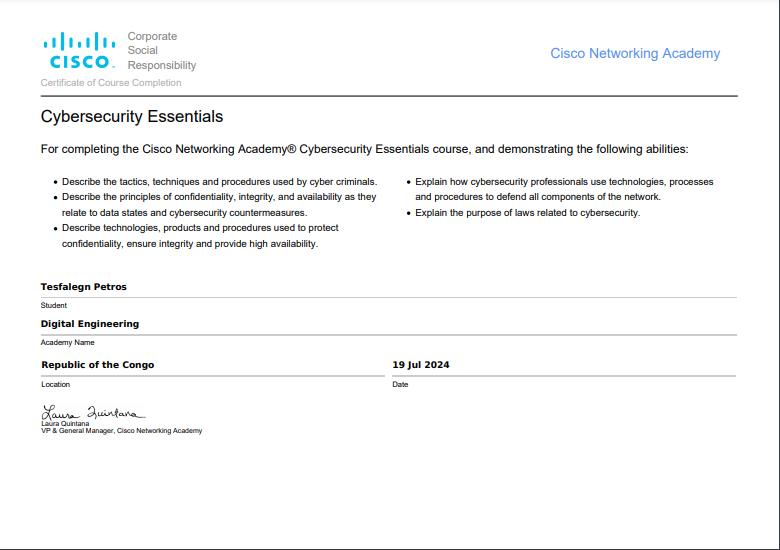 Corporate
Social
Responsibility
CISCO
Cisco Networking Academy
Certificate of Course Completion
Cybersecurity Essentials
For completing the Cisco Networking Academy® Cybersecurity Essentials course, and demonstrating the following abilities:
• Describe the tactics, techniques and procedures used by cyber criminals.
• Describe the principles of confidentiality, integrity, and availability as they
relate to data states and cybersecurity countermeasures.
• Describe technologies, products and procedures used to protect
confidentiality, ensure integrity and provide high availability.
• Explain how cybersecurity professionals use technologies, processes
and procedures to defend all components of the network.
• Explain the purpose of laws related to cybersecurity.
Tesfalegn Petros
Student
Digital Engineering
Academy Name
Republic of the Congo
Location
19 Jul 2024
Date
Laura Quintana
Laura Quintana
VP & General Manager, Cisco Networking Academy